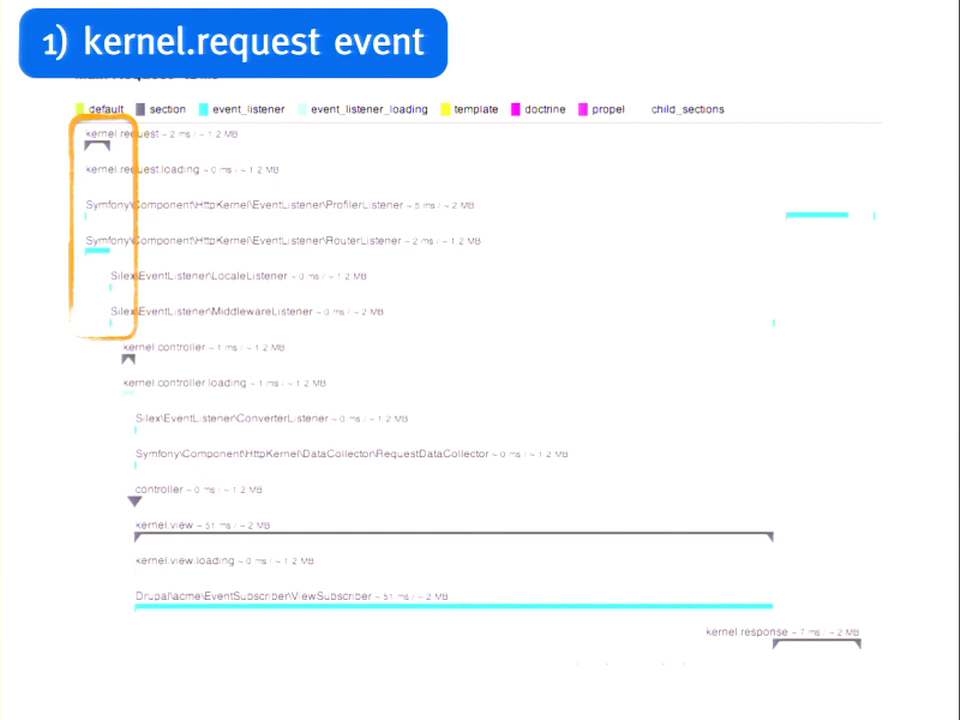 1) kernel.request event
default section event_listener event_listener_loading template doctrine propel child_sections
kernel.request ~ 2 ms / ~ 1.2 MB
kernel.request.loading ~ 0 ms / ~ 1.2 MB
Symfony\Component\HttpKernel\EventListener\ProfilerListener ~ 5 ms / ~ 2 MB
Symfony\Component\HttpKernel\EventListener\RouterListener ~ 2 ms / ~ 1.2 MB
Silex\EventListener\LocaleListener ~ 0 ms / ~ 1.2 MB
Silex\EventListener\MiddlewareListener ~ 0 ms / ~ 2 MB
kernel.controller ~ 1 ms / ~ 1.2 MB
kernel.controller.loading ~ 1 ms / ~ 1.2 MB
Silex\EventListener\ConverterListener ~ 0 ms / ~ 1.2 MB
Symfony\Component\HttpKernel\DataCollector\RequestDataCollector ~ 0 ms / ~ 1.2 MB
controller ~ 0 ms / ~ 1.2 MB
kernel.view ~ 51 ms / ~ 2 MB
kernel.view.loading ~ 0 ms / ~ 1.2 MB
Drupal\acme\EventSubscriber\ViewSubscriber ~ 51 ms / ~ 2 MB
kernel.response ~ 7 ms / ~ 2 MB